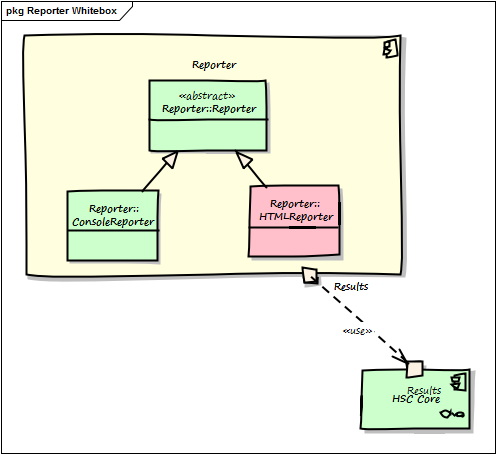 pkg Reporter Whitebox
Reporter
«abstract»
Reporter::Reporter
Reporter::
ConsoleReporter
Reporter::
HTMLReporter
Results
«use»
Results
HSC Core